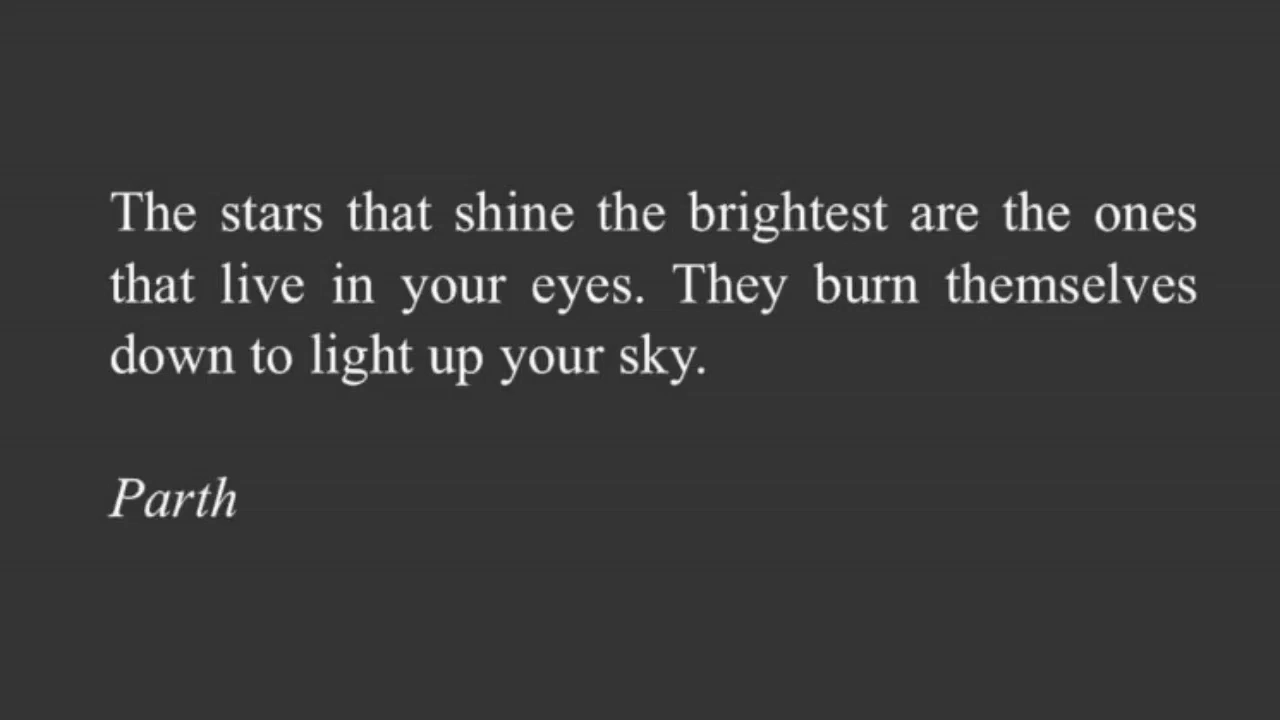 The stars that shine the brightest are the ones
that live in your eyes. They burn themselves
down to light up your sky.
Parth